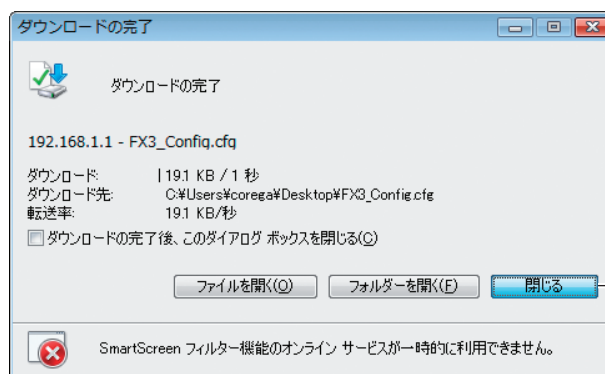 ダウンロードの完了
ダウンロードの完了
192.168.1.1 - FX3_Config.cfg
ダウンロード: 19.1 KB / 1 秒
ダウンロード先: C:¥Users¥corega¥Desktop¥FX3_Config.cfg
転送率: 19.1 KB/秒
ダウンロードの完了後、このダイアログ ボックスを閉じる(C)
ファイルを開く(O) フォルダーを開く(F) 閉じる
SmartScreen フィルター機能のオンライン サービスが一時的に利用できません。